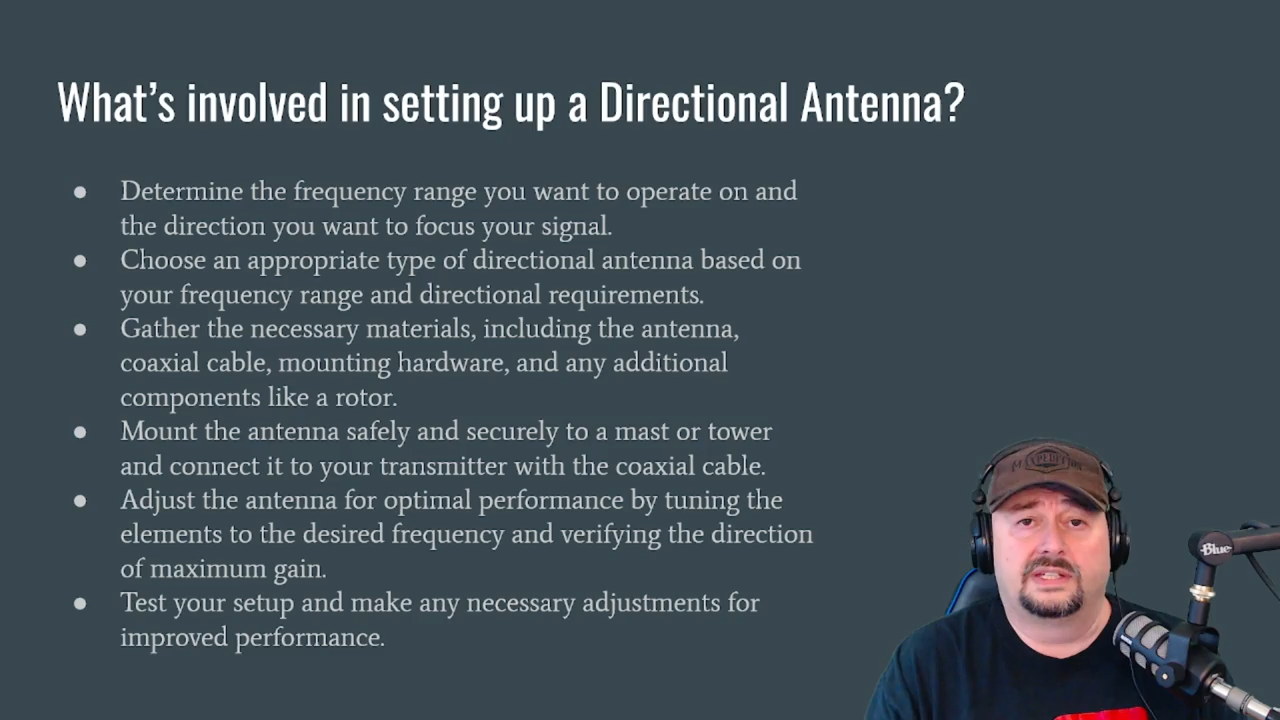 What's involved in setting up a Directional Antenna?
● Determine the frequency range you want to operate on and
the direction you want to focus your signal.
● Choose an appropriate type of directional antenna based on
your frequency range and directional requirements.
● Gather the necessary materials, including the antenna,
coaxial cable, mounting hardware, and any additional
components like a rotor.
● Mount the antenna safely and securely to a mast or tower
and connect it to your transmitter with the coaxial cable.
● Adjust the antenna for optimal performance by tuning the
elements to the desired frequency and verifying the direction
of maximum gain.
● Test your setup and make any necessary adjustments for
improved performance.
Blue